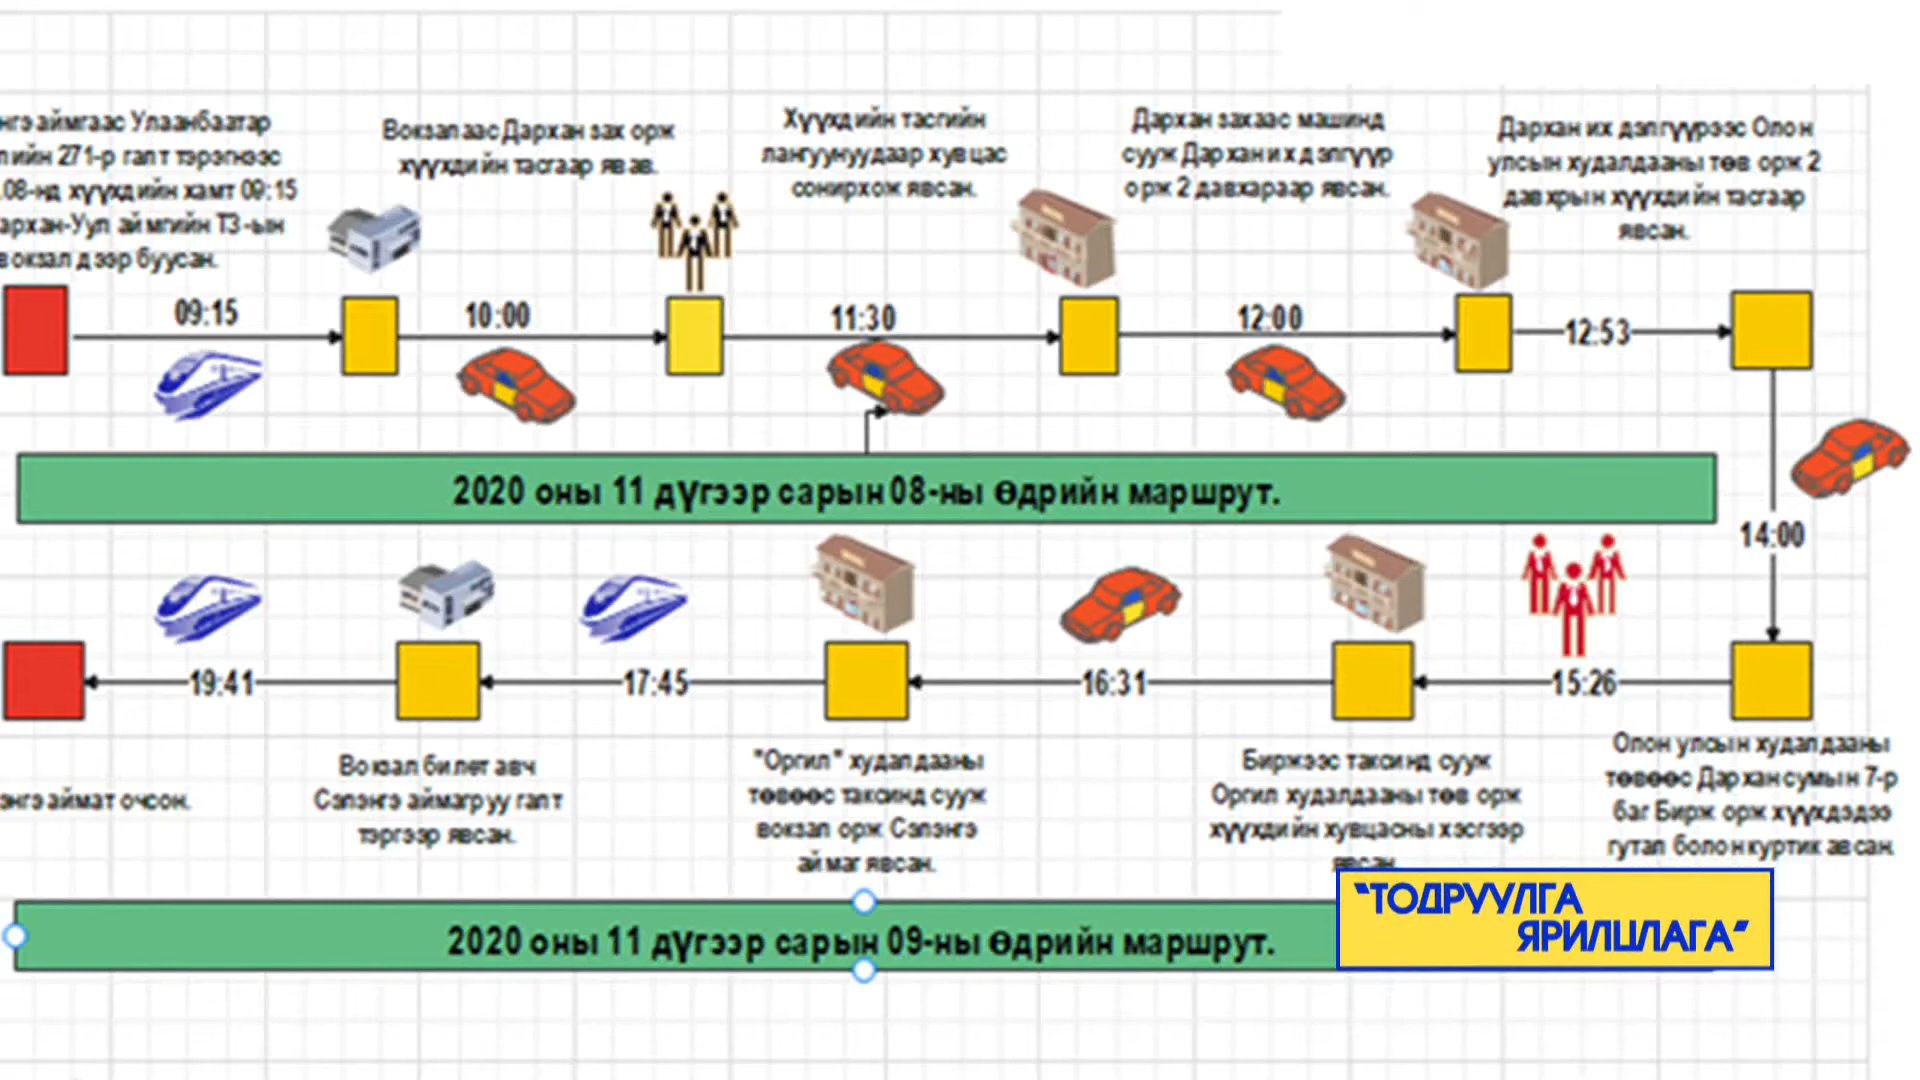 нгэ аймгаас Улаанбаатар
лийн 271-р галт тэрэгнээс
.08-нд хүүхдийн хамт 09:15
архан-Уул аймгийн ТЗ-ын
вокзал дээр буусан.
Вокзалаас Дархан зах орж
хүүхдийн тасгаар явав.
Хүүхдийн тасгийн
лангуунуудаар хувцас
сонирхож явсан.
Дархан захаас машинд
сууж Дархан их дэлгүүр
орж 2 давхараар явсан.
Дархан их дэлгүүрээс Олон
улсын худалдааны төв орж 2
давхрын хүүхдийн тасгаар
явсан.
09:15
10:00
11:30
12:00
12:53
2020 оны 11 дүгээр сарын 08-ны өдрийн маршрут.
14:00
19:41
17:45
16:31
15:26
энгэ аймат очсон.
Вокзал билет авч
Сэлэнгэ аймагруу галт
тэргээр явсан.
"Оргил" худалдааны
төвөөс таксинд сууж
вокзал орж Сэлэнгэ
аймаг явсан.
Биржээс таксинд сууж
Оргил худалдааны төв орж
хүүхдийн хувцасны хэсгээр
явсан
Олон улсын худалдааны
төвөөс Дархан сумын 7-р
баг Бирж орж хүүхдэдээ
гутал болон куртик авсан.
2020 оны 11 дүгээр сарын 09-ны өдрийн маршрут.
"ТОДРУУЛГА
ЯРИЛЦЛАГА"